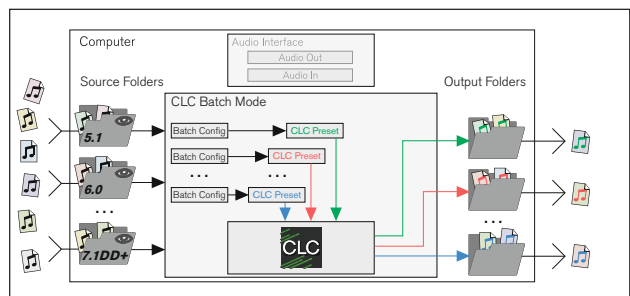 Computer
Audio Interface
Audio Out
Audio In
Source Folders
Output Folders
CLC Batch Mode
5.1
Batch Config
CLC Preset
Batch Config
CLC Preset
6.0
...
...
Batch Config
CLC Preset
...
...
7.1DD+
CLC